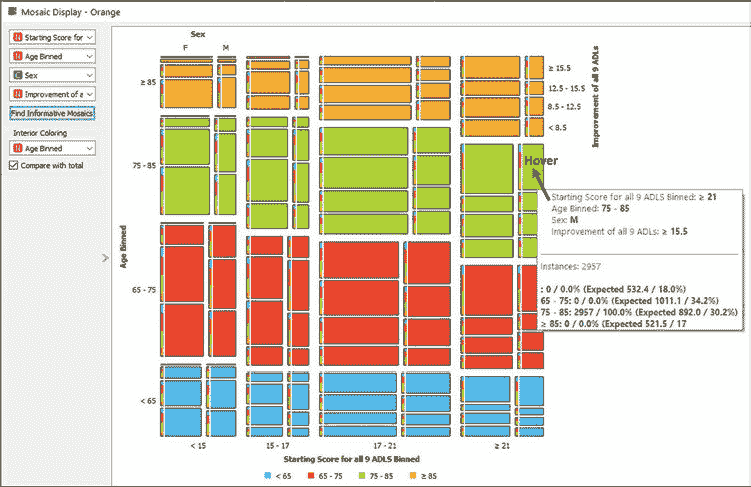 Mosaic Display - Orange
Starting Score for
Age Binned
Sex
Improvement of a
Find Informative Mosaics
Interior Coloring
Age Binned
Compare with total
Sex
F M
≥ 85
75 - 85
65 - 75
< 65
Age Binned
≥ 15.5
12.5 - 15.5
8.5 - 12.5
< 8.5
Improvement of all 9 ADLs
Hover
Starting Score for all 9 ADLS Binned: ≥ 21
Age Binned: 75 - 85
Sex: M
Improvement of all 9 ADLs: ≥ 15.5
Instances: 2957
: 0 / 0.0% (Expected 532.4 / 18.0%)
65 - 75: 0 / 0.0% (Expected 1011.1 / 34.2%)
75 - 85: 2957 / 100.0% (Expected 892.0 / 30.2%)
≥ 85: 0 / 0.0% (Expected 521.5 / 17
< 15 15 - 17 17 - 21 ≥ 21
Starting Score for all 9 ADLS Binned
< 65 65 - 75 75 - 85 ≥ 85